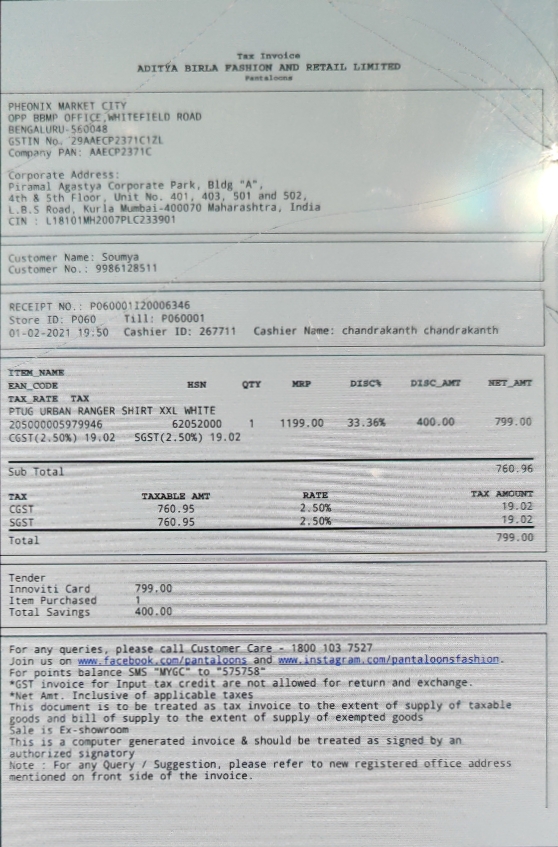 Tax Invoice
ADITYA BIRLA FASHION AND RETAIL LIMITED
Pantaloons
PHEONIX MARKET CITY
OPP BBMP OFFICE,WHITEFIELD ROAD
BENGALURU-560048
GSTIN No. 29AAECP2371C1ZL
Company PAN: AAECP2371C
Corporate Address:
Piramal Agastya Corporate Park, Bldg "A",
4th & 5th Floor, Unit No. 401, 403, 501 and 502,
L.B.S Road, Kurla Mumbai-400070 Maharashtra, India
CIN : L18101MH2007PLC233901
Customer Name: Soumya
Customer No.: 9986128511
RECEIPT NO.: P060001I20006346
Store ID: P060 Till: P060001
01-02-2021 19:50 Cashier ID: 267711 Cashier Name: chandrakanth chandrakanth
ITEM_NAME
EAN_CODE HSN QTY MRP DISC% DISC_AMT NET_AMT
TAX_RATE TAX
PTUG URBAN RANGER SHIRT XXL WHITE
205000005979946 62052000 1 1199.00 33.36% 400.00 799.00
CGST(2.50%) 19.02 SGST(2.50%) 19.02
Sub Total 760.96
TAX TAXABLE AMT RATE TAX AMOUNT
CGST 760.95 2.50% 19.02
SGST 760.95 2.50% 19.02
Total 799.00
Tender
Innoviti Card 799.00
Item Purchased 1
Total Savings 400.00
For any queries, please call Customer Care - 1800 103 7527
Join us on www.facebook.com/pantaloons and www.instagram.com/pantaloonsfashion.
For points balance SMS "MYGC" to "575758"
*GST invoice for Input tax credit are not allowed for return and exchange.
*Net Amt. Inclusive of applicable taxes
This document is to be treated as tax invoice to the extent of supply of taxable
goods and bill of supply to the extent of supply of exempted goods
Sale is Ex-showroom
This is a computer generated invoice & should be treated as signed by an
authorized signatory
Note : For any Query / Suggestion, please refer to new registered office address
mentioned on front side of the invoice.